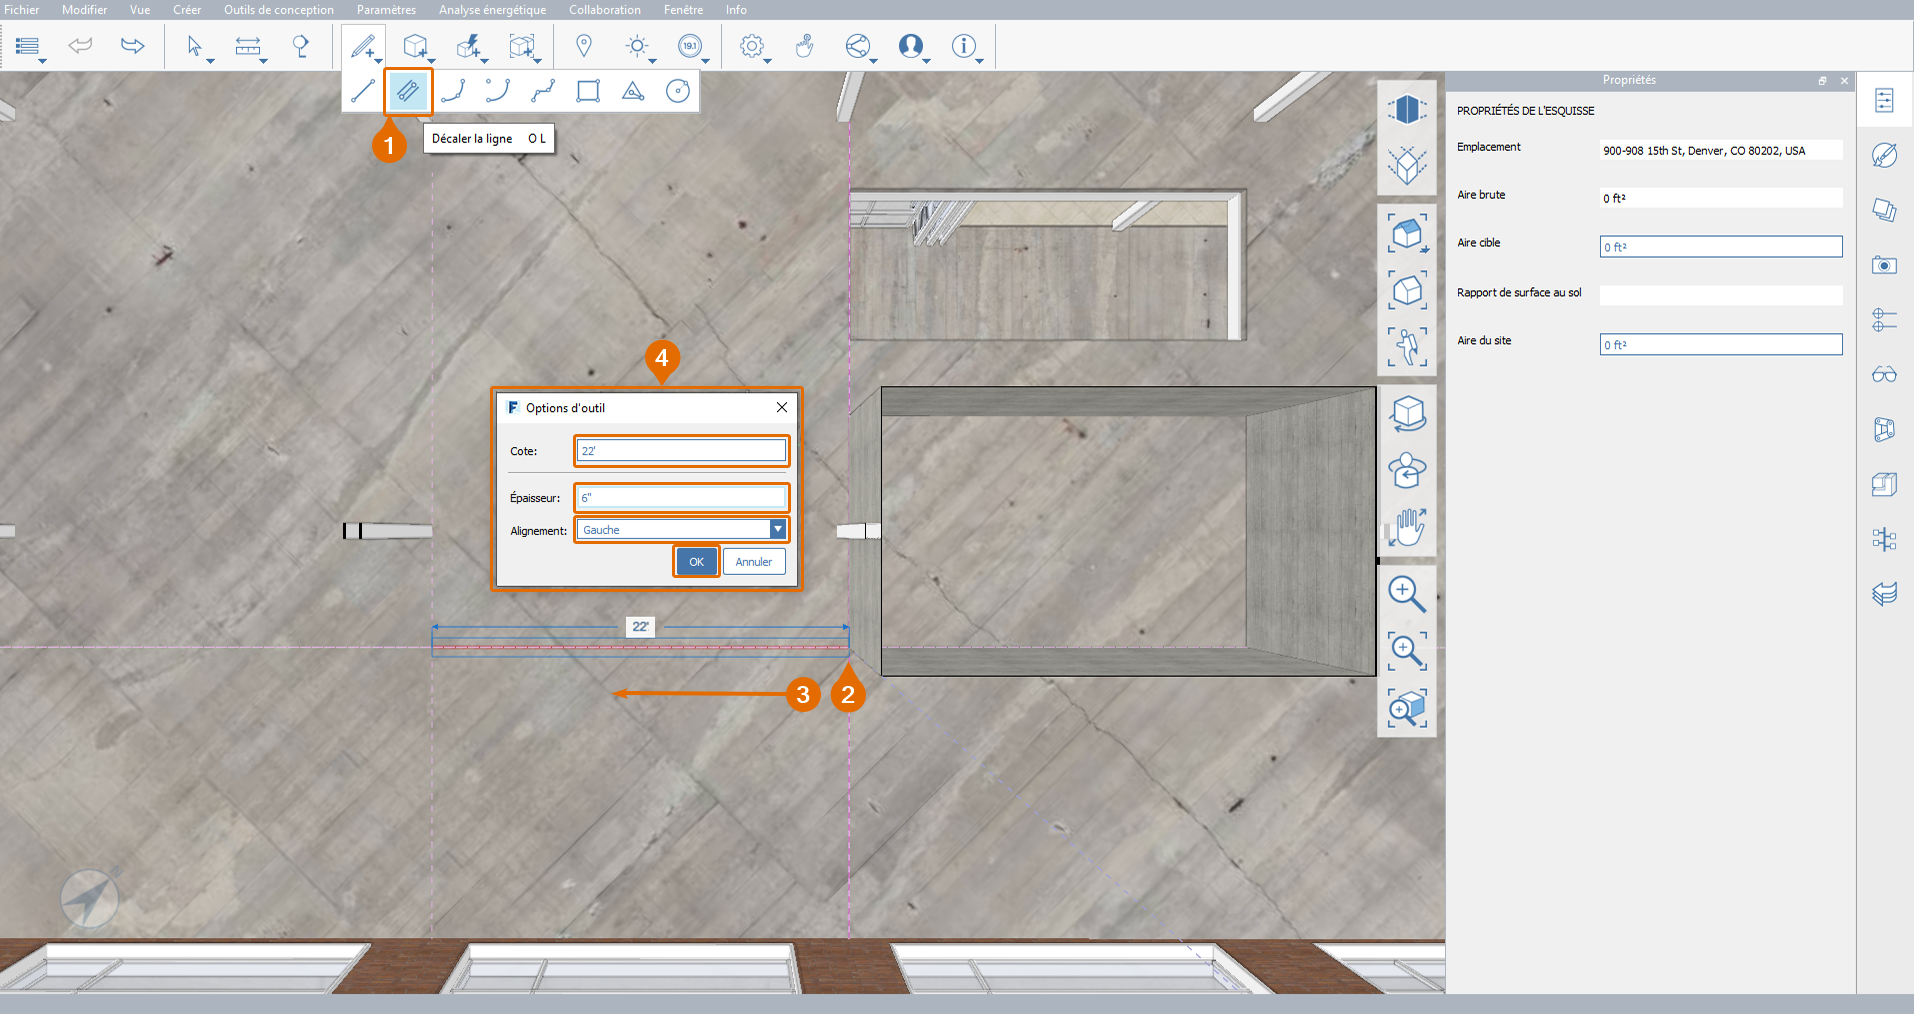 Fichier Modifier Vue Créer Outils de conception Paramètres Analyse énergétique Collaboration Fenêtre Info
19.1
Décaler la ligne O L
1
Propriétés
PROPRIÉTÉS DE L'ESQUISSE
Emplacement 900-908 15th St, Denver, CO 80202, USA
Aire brute 0 ft²
Aire cible 0 ft²
Rapport de surface au sol
Aire du site 0 ft²
4
F Options d'outil
Cote: 22'
Épaisseur: 6"
Alignement: Gauche
OK Annuler
22'
3 2
N